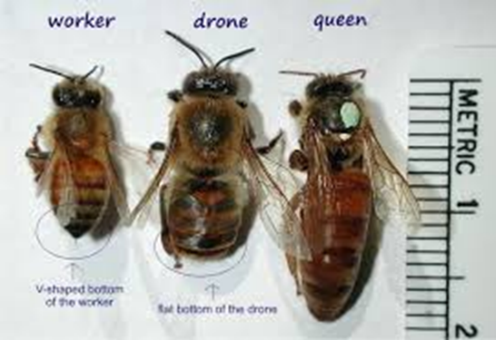 worker drone queen
V-shaped bottom
of the worker
flat bottom of the drone
METRIC 1 2